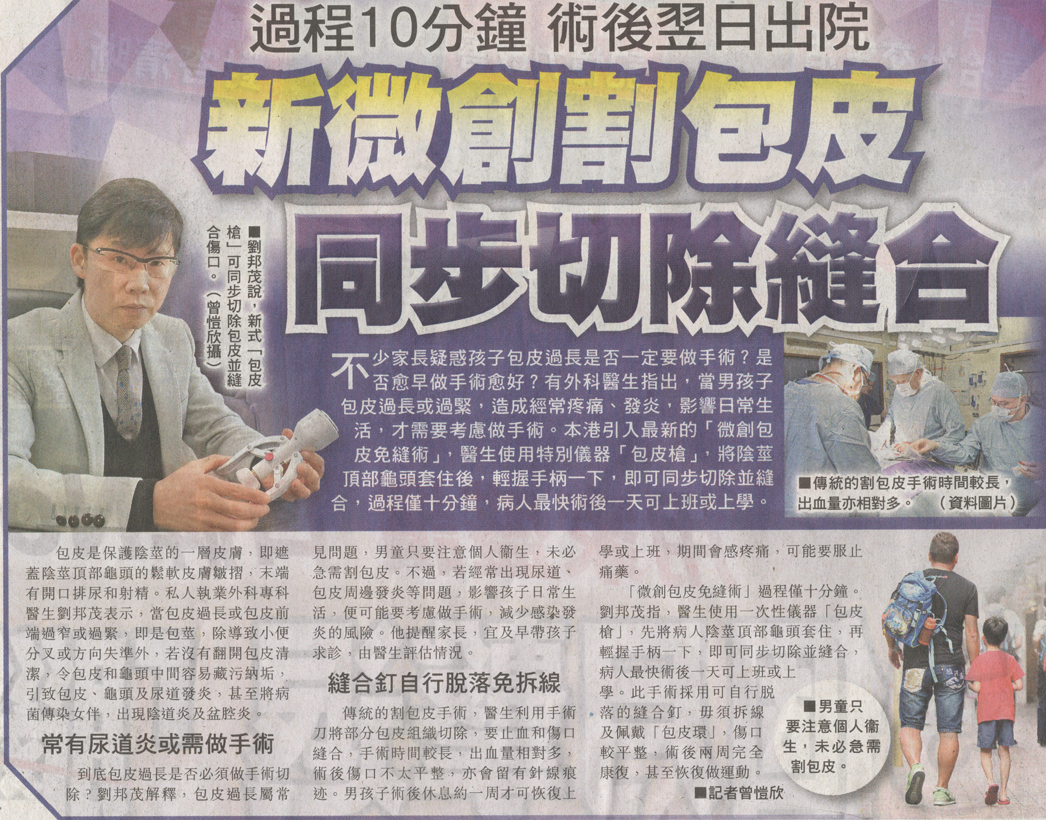 過程10分鐘 術後翌日出院
新微創割包皮
同步切除縫合
■劉邦茂說，新式「包皮
槍」可同步切除包皮並縫
合傷口。（曾愷欣攝）
不少家長疑惑孩子包皮過長是否一定要做手術？是
否愈早做手術愈好？有外科醫生指出，當男孩子
包皮過長或過緊，造成經常疼痛、發炎，影響日常生
活，才需要考慮做手術。本港引入最新的「微創包
皮免縫術」，醫生使用特別儀器「包皮槍」，將陰莖
頂部龜頭套住後，輕握手柄一下，即可同步切除並縫
合，過程僅十分鐘，病人最快術後一天可上班或上學。
■傳統的割包皮手術時間較長，
出血量亦相對多。（資料圖片）
包皮是保護陰莖的一層皮膚，即遮
蓋陰莖頂部龜頭的鬆軟皮膚皺摺，末端
有開口排尿和射精。私人執業外科專科
醫生劉邦茂表示，當包皮過長或包皮前
端過窄或過緊，即是包莖，除導致小便
分叉或方向失準外，若沒有翻開包皮清
潔，令包皮和龜頭中間容易藏污納垢，
引致包皮、龜頭及尿道發炎，甚至將病
菌傳染女伴，出現陰道炎及盆腔炎。
常有尿道炎或需做手術
到底包皮過長是否必須做手術切
除？劉邦茂解釋，包皮過長屬常
見問題，男童只要注意個人衞生，未必
急需割包皮。不過，若經常出現尿道、
包皮周邊發炎等問題，影響孩子日常生
活，便可能要考慮做手術，減少感染發
炎的風險。他提醒家長，宜及早帶孩子
求診，由醫生評估情況。
縫合釘自行脫落免拆線
傳統的割包皮手術，醫生利用手術
刀將部分包皮組織切除，要止血和傷口
縫合，手術時間較長，出血量相對多，
術後傷口不太平整，亦會留有針線痕
迹。男孩子術後休息約一周才可恢復上
學或上班，期間會感疼痛，可能要服止
痛藥。
「微創包皮免縫術」過程僅十分鐘。
劉邦茂指，醫生使用一次性儀器「包皮
槍」，先將病人陰莖頂部龜頭套住，再
輕握手柄一下，即可同步切除並縫合，
病人最快術後一天可上班或上
學。此手術採用可自行脫
落的縫合釘，毋須拆線
及佩戴「包皮環」，傷口
較平整，術後兩周完全
康復，甚至恢復做運動。
■記者曾愷欣
■男童只
要注意個人衞
生，未必急需
割包皮。